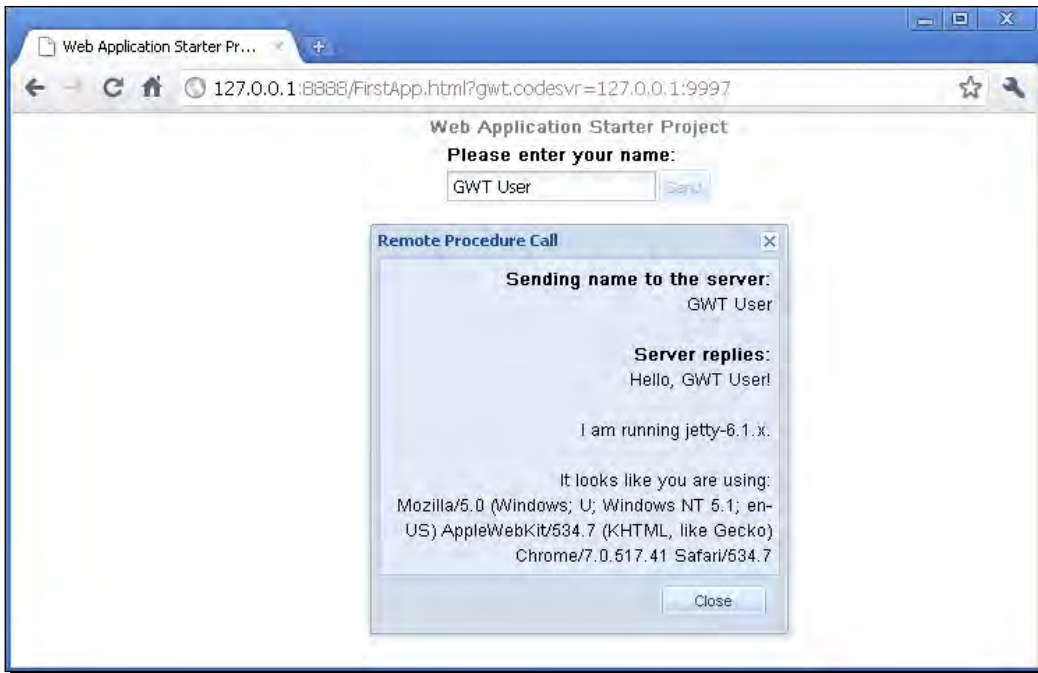 Web Application Starter Pr...
127.0.0.1:8888/FirstApp.html?gwt.codesvr=127.0.0.1:9997
Web Application Starter Project
Please enter your name:
GWT User
Send
Remote Procedure Call
Sending name to the server:
GWT User
Server replies:
Hello, GWT User!
I am running jetty-6.1.x.
It looks like you are using:
Mozilla/5.0 (Windows; U; Windows NT 5.1; en-
US) AppleWebKit/534.7 (KHTML, like Gecko)
Chrome/7.0.517.41 Safari/534.7
Close